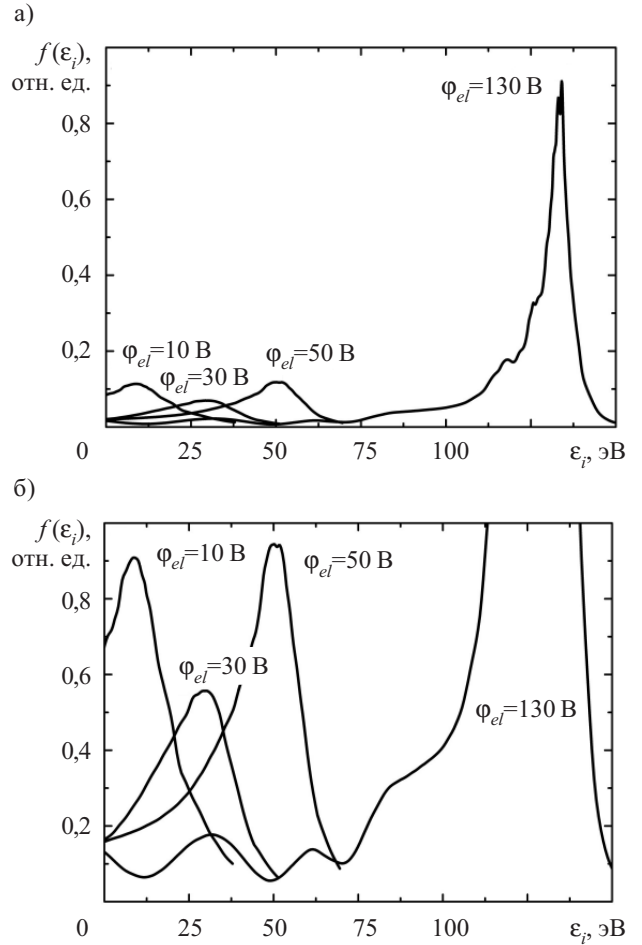 а)
f(εᵢ),
отн. ед.
0,8
0,6
0,4
0,2
φₑₗ=130 В
φₑₗ=10 В
φₑₗ=30 В
φₑₗ=50 В
0 25 50 75 100 εᵢ, эВ
б)
f(εᵢ),
отн. ед.
0,8
0,6
0,4
0,2
φₑₗ=10 В
φₑₗ=50 В
φₑₗ=30 В
φₑₗ=130 В
0 25 50 75 100 εᵢ, эВ